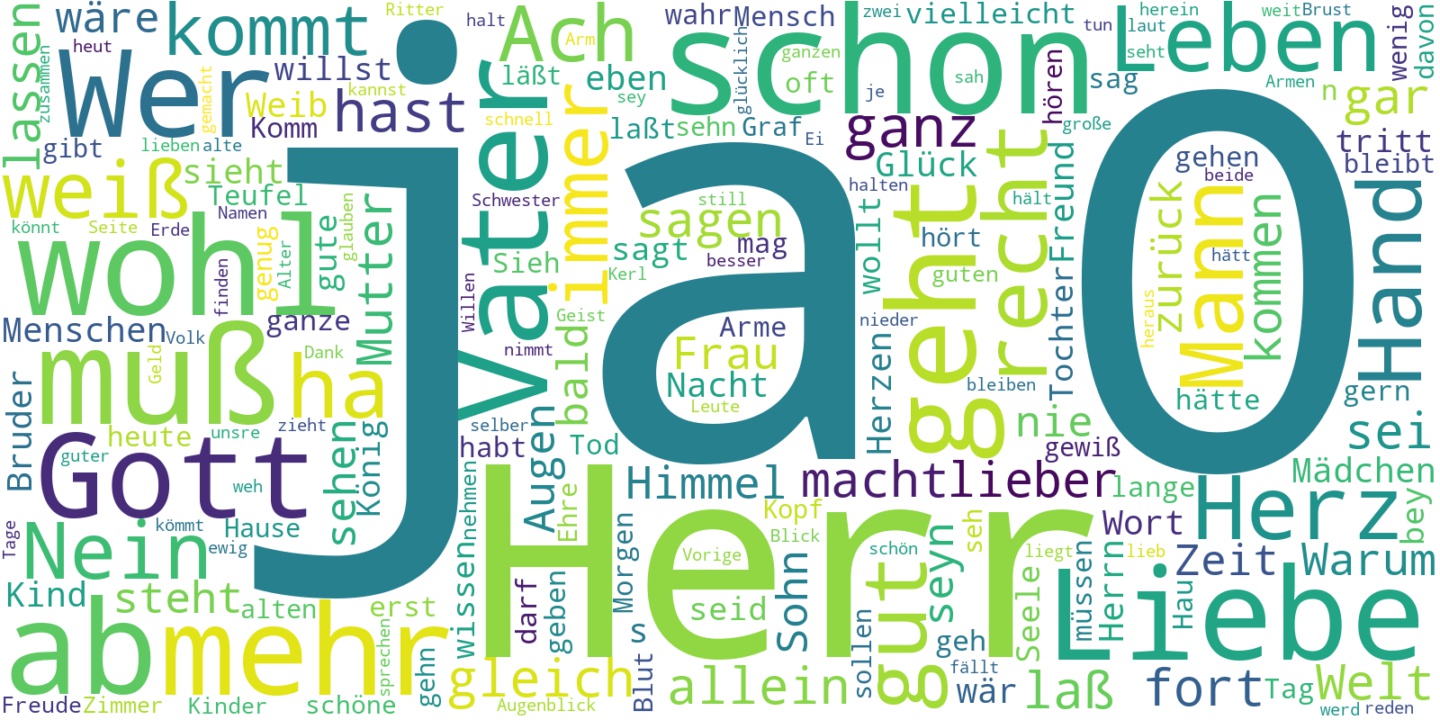 lassen
wäre
heut
zusammen
kommt
Ritter
halt
Ach
Arm
wahr
Mensch
zwei
vielleicht
tun
Leben
herein
laut
seht
weit
Brust
wenig
davon
Wer
gemacht
willst
Weib
Komm
kannst
hast
läßt
eben
sey
schon
glücklich
ganzen
oft
sah
je
hören
sag
Armen
n
gar
gibt
lieben
alte
schnell
Vater
immer
laßt
sehn
Graf
Ei
ganz
große
tritt
bleibt
weiß
sieht
Teufel
ja
O
Glück
geht
recht
hält
Freund
gehen
beide
Hand
könnt
Seite
Erde
Namen
Alter
gute
glauben
Mutter
Schwester
still
sagen
sagt
mag
besser
halten
wollt
hört
guten
zurück
Mann
hätt
kommen
wohl
finden
genug
Sieh
Kerl
Willen
Geist
Menschen
Volk
ganze
Dank
nimmt
bald
Arme
Frau
Nacht
Leute
nieder
Herzen
bleiben
Tochter
heraus
hätte
gern
muß
Geld
ha
Bruder
heute
unsre
zieht
selber
habt
Tod
nie
gewiß
sei
Gott
guter
weh
sehen
König
Augen
Himmel
macht
lieber
lange
Mädchen
Tage
Nein
kömmt
Hause
ewig
nehmen
Ehre
Herr
Kopf
Blick
Vorige
schön
seh
Wort
Herz
bey
Kind
steht
alten
erst
wissen
darf
geben
Morgen
seid
Sohn
gut
seyn
liegt
lieb
Zeit
Warum
ab
mehr
sprechen
gehn
s
Blut
geh
Seele
müssen
Herrn
Hau
Liebe
Freude
Zimmer
Kinder
schöne
gleich
Augenblick
allein
sollen
fällt
wär
laß
fort
Tag
Welt
werd
reden